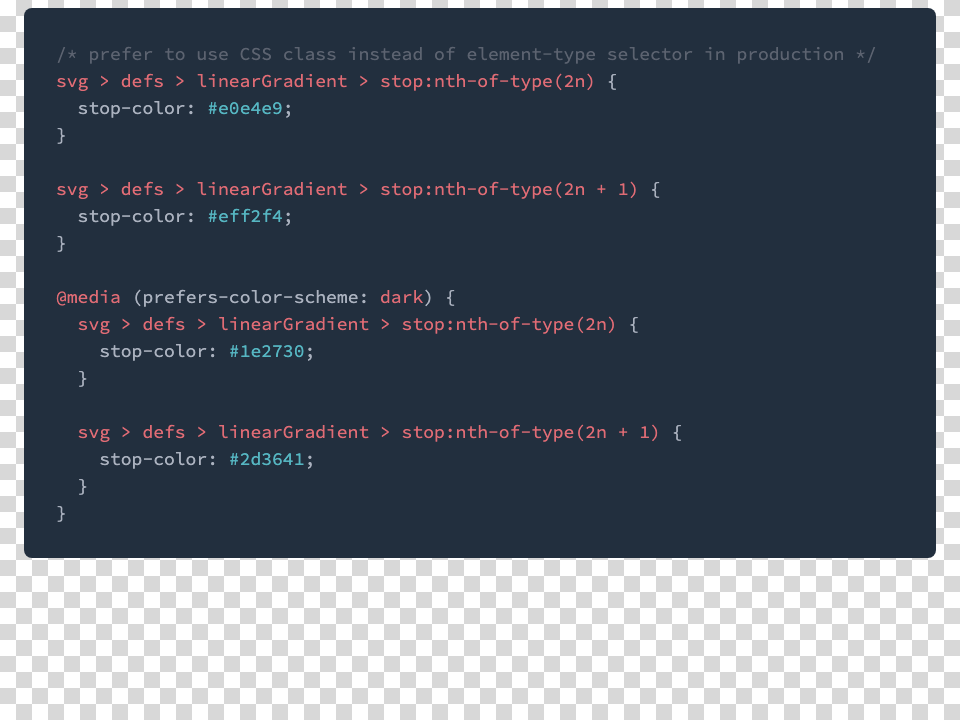 /* prefer to use CSS class instead of element-type selector in production */
svg > defs > linearGradient > stop:nth-of-type(2n) {
  stop-color: #e0e4e9;
}

svg > defs > linearGradient > stop:nth-of-type(2n + 1) {
  stop-color: #eff2f4;
}

@media (prefers-color-scheme: dark) {
  svg > defs > linearGradient > stop:nth-of-type(2n) {
    stop-color: #1e2730;
  }

  svg > defs > linearGradient > stop:nth-of-type(2n + 1) {
    stop-color: #2d3641;
  }
}